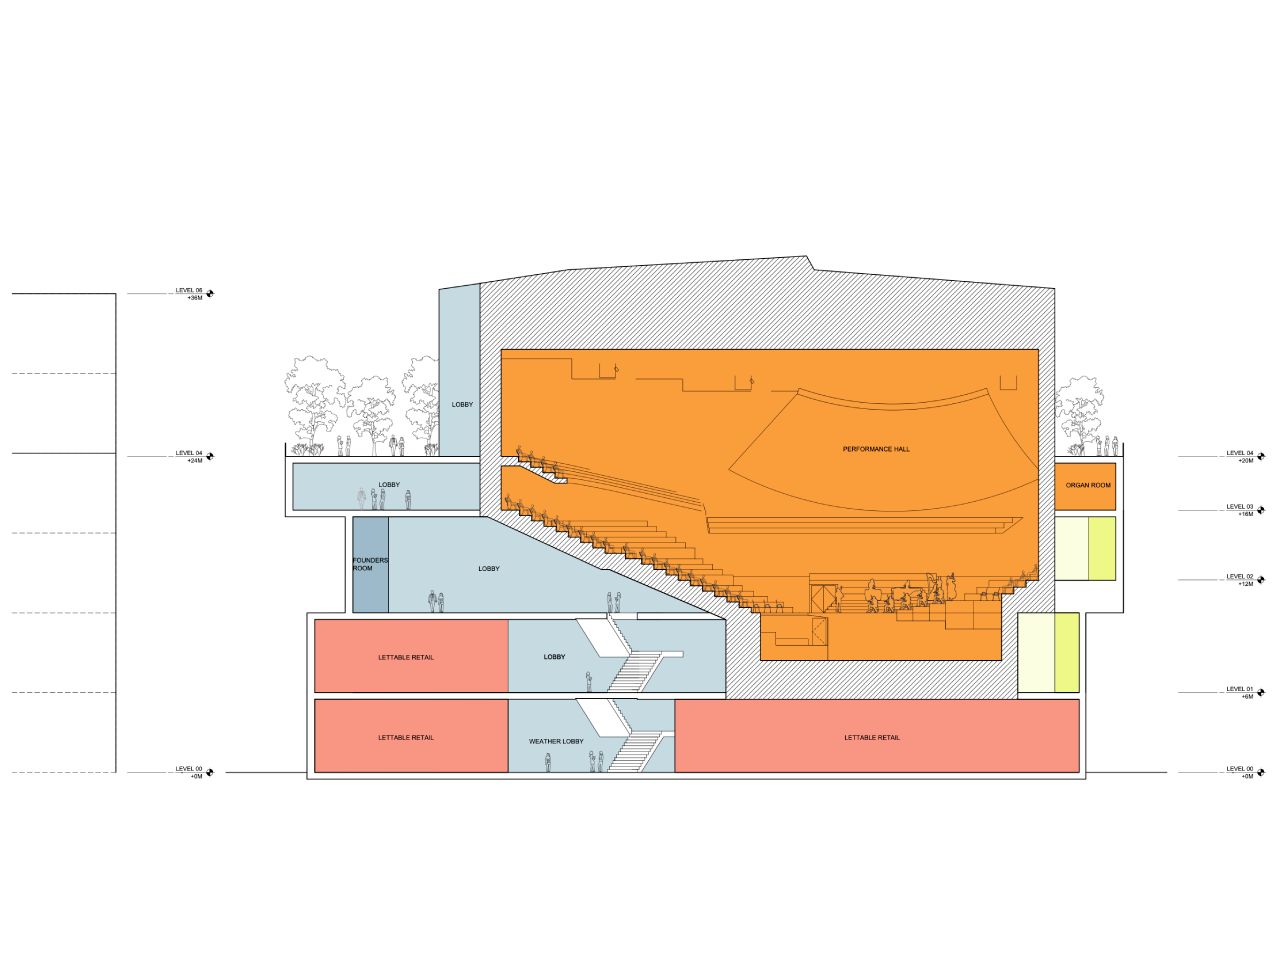 LEVEL 06
+36M
LOBBY
PERFORMANCE HALL
LEVEL 04
+24M
LEVEL 04
+20M
LOBBY
ORGAN ROOM
LEVEL 03
+16M
FOUNDERS
ROOM
LOBBY
LEVEL 02
+12M
LETTABLE RETAIL
LOBBY
LEVEL 01
+6M
LETTABLE RETAIL
WEATHER LOBBY
LETTABLE RETAIL
LEVEL 00
+0M
LEVEL 00
+0M